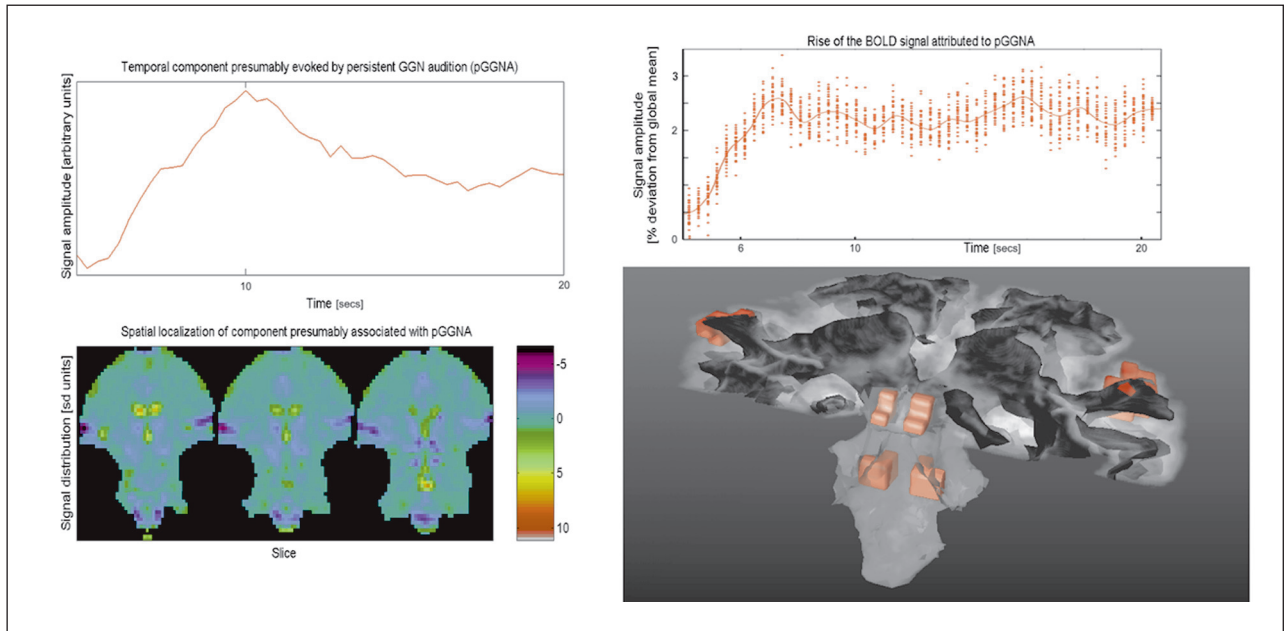 Temporal component presumably evoked by persistent GGN audition (pGGNA)
Signal amplitude [arbitrary units]
10
20
Time [secs]
Spatial localization of component presumably associated with pGGNA
Signal distribution [sd units]
Slice
-5
0
5
10
Rise of the BOLD signal attributed to pGGNA
Signal amplitude
[% deviation from global mean]
3
2
0
6
10
Time [secs]
20